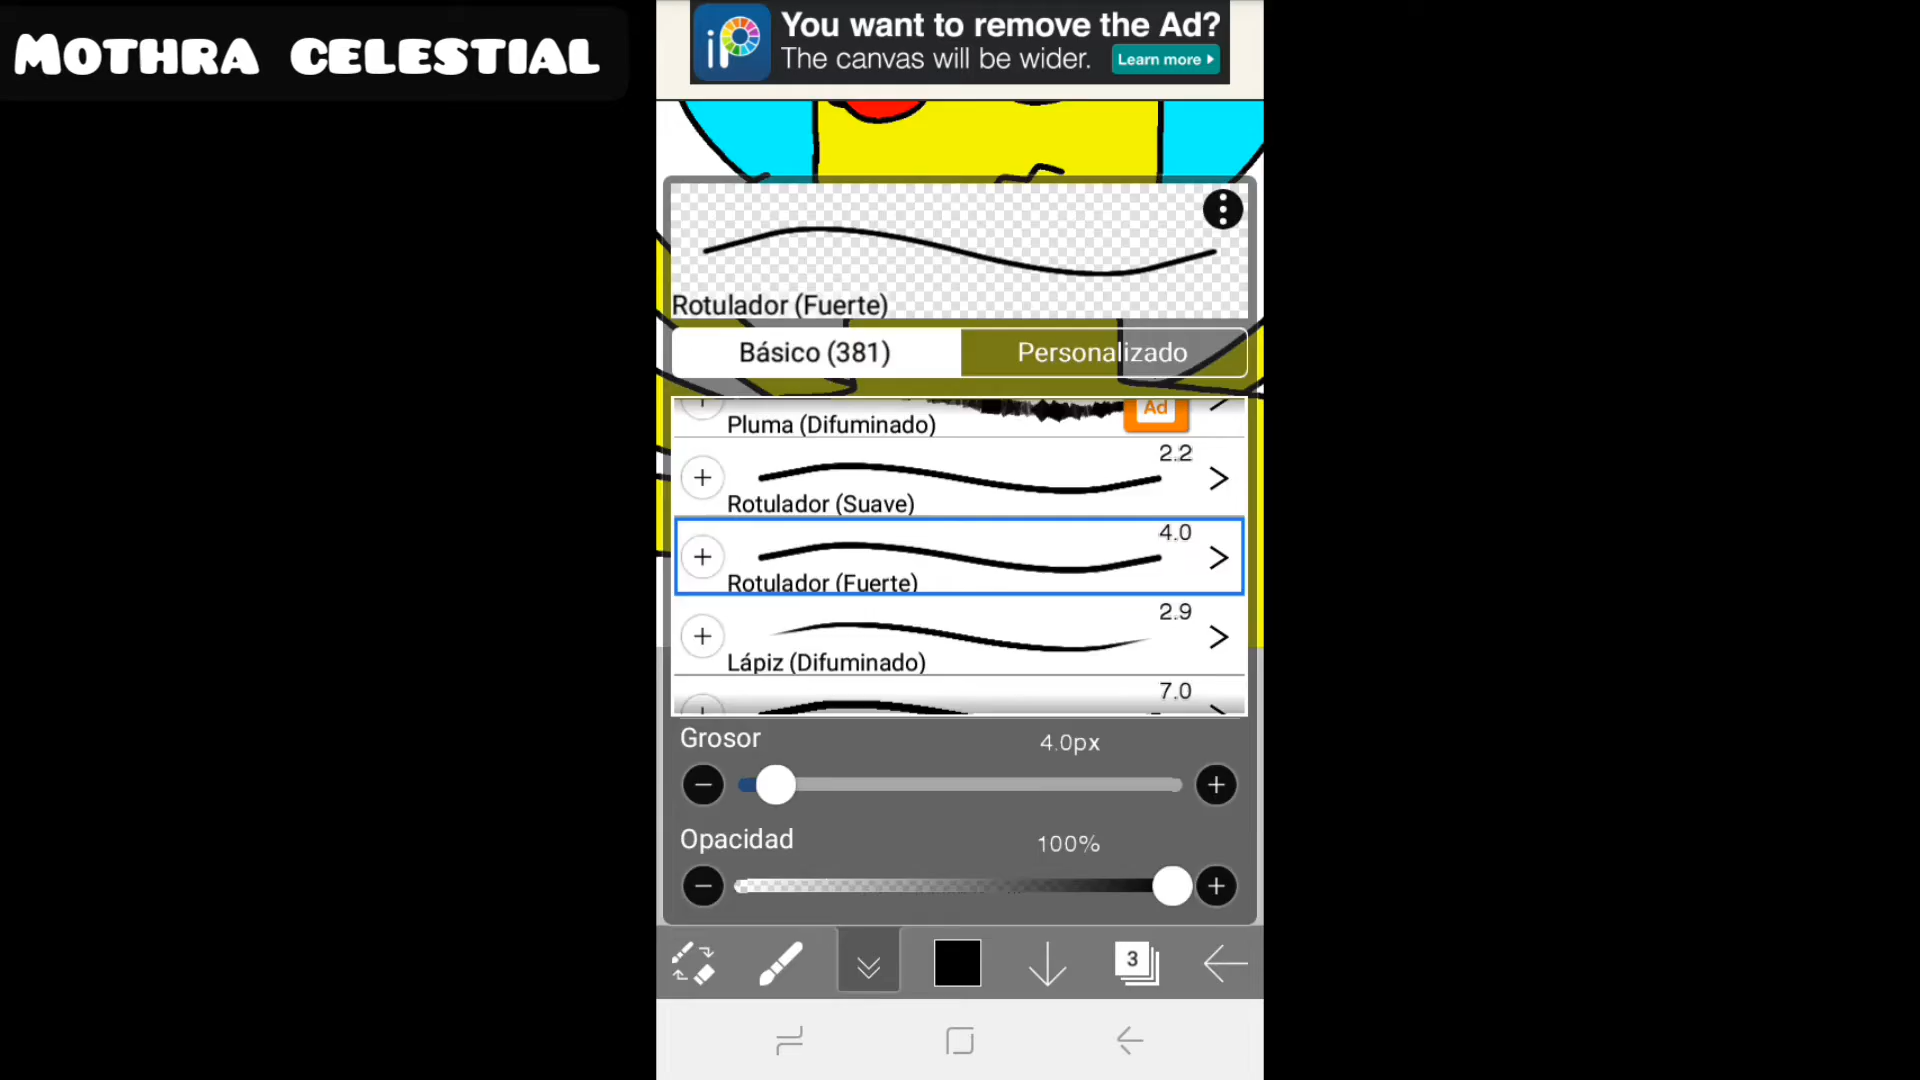 MOTHRA CELESTIAL
iP
You want to remove the Ad?
The canvas will be wider.
Learn more
Rotulador (Fuerte)
Básico (381)
Personalizado
Ad
Pluma (Difuminado)
2.2
Rotulador (Suave)
4.0
Rotulador (Fuerte)
2.9
Lápiz (Difuminado)
7.0
Grosor
4.0px
Opacidad
100%
3